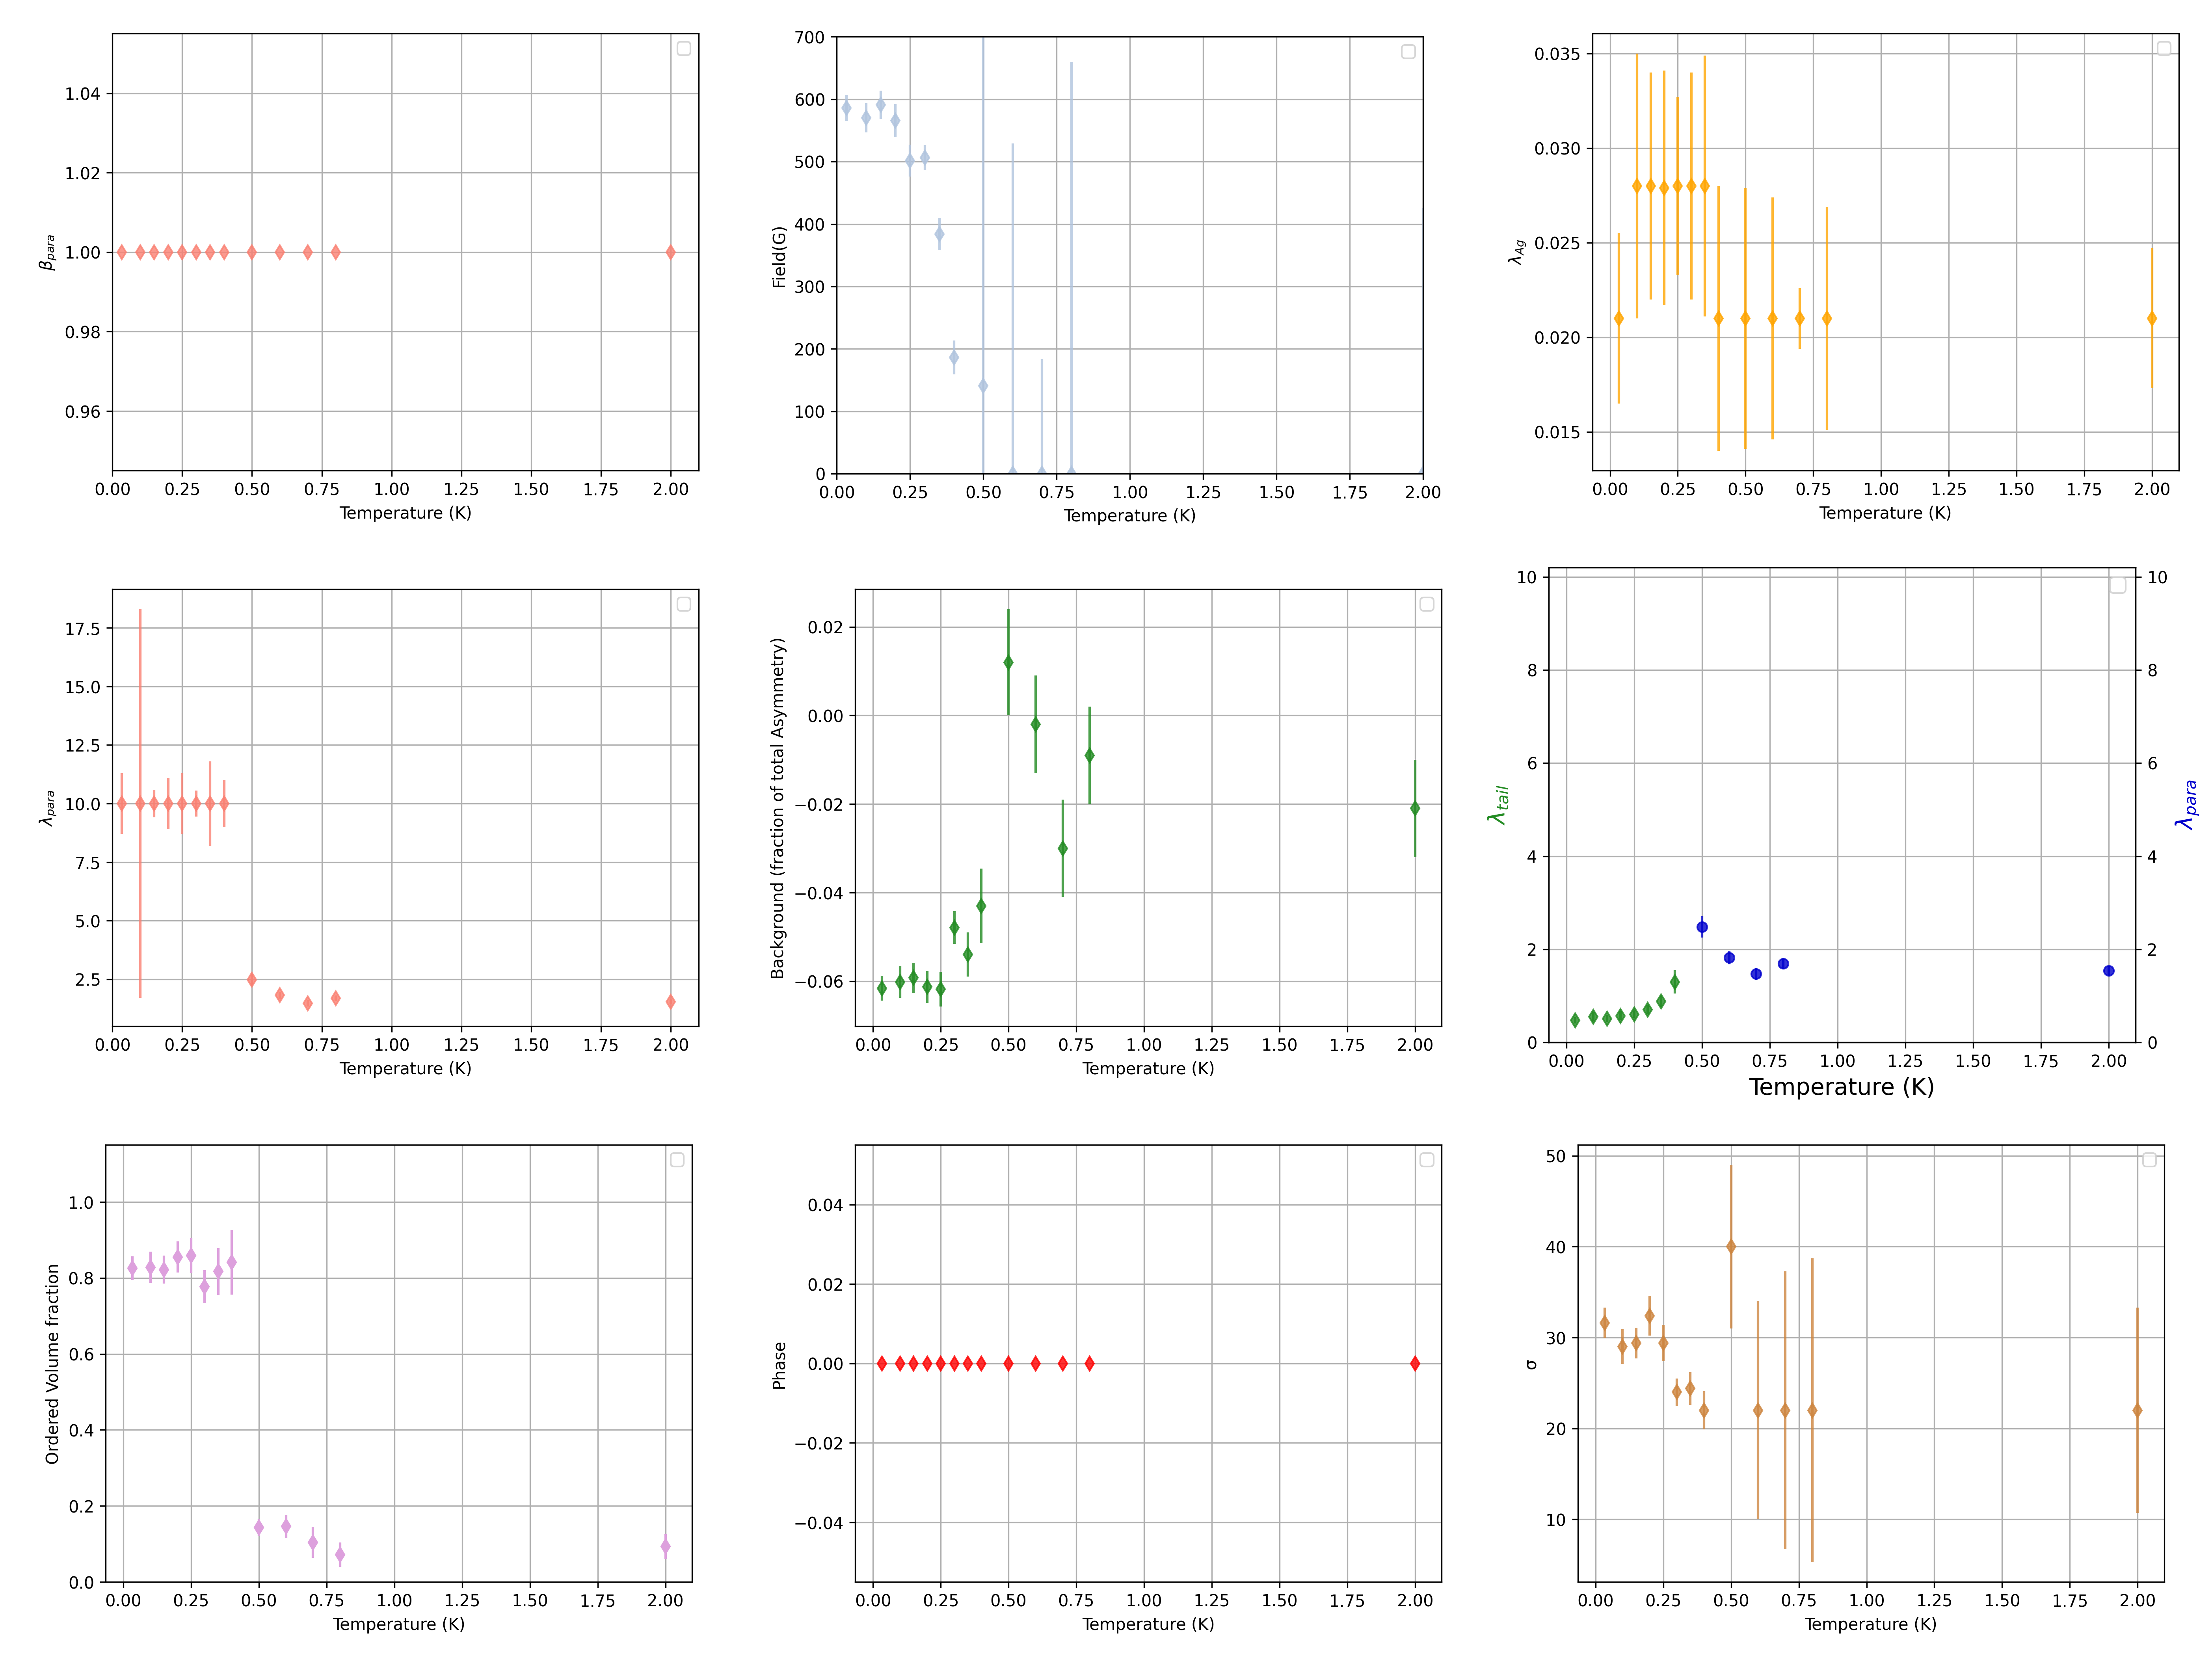 1.04
1.02
1.00
0.98
0.96
β_para
0.00 0.25 0.50 0.75 1.00 1.25 1.50 1.75 2.00
Temperature (K)
700
600
500
400
300
200
100
0
Field(G)
0.00 0.25 0.50 0.75 1.00 1.25 1.50 1.75 2.00
Temperature (K)
0.035
0.030
0.025
0.020
0.015
λ_Ag
0.00 0.25 0.50 0.75 1.00 1.25 1.50 1.75 2.00
Temperature (K)
17.5
15.0
12.5
10.0
7.5
5.0
2.5
λ_para
0.00 0.25 0.50 0.75 1.00 1.25 1.50 1.75 2.00
Temperature (K)
0.02
0.00
−0.02
−0.04
−0.06
Background (fraction of total Asymmetry)
0.00 0.25 0.50 0.75 1.00 1.25 1.50 1.75 2.00
Temperature (K)
10
8
6
4
2
0
λ_tail
10
8
6
4
2
0
λ_para
0.00 0.25 0.50 0.75 1.00 1.25 1.50 1.75 2.00
Temperature (K)
1.0
0.8
0.6
0.4
0.2
0.0
Ordered Volume fraction
0.00 0.25 0.50 0.75 1.00 1.25 1.50 1.75 2.00
Temperature (K)
0.04
0.02
0.00
−0.02
−0.04
Phase
0.00 0.25 0.50 0.75 1.00 1.25 1.50 1.75 2.00
Temperature (K)
50
40
30
20
10
σ
0.00 0.25 0.50 0.75 1.00 1.25 1.50 1.75 2.00
Temperature (K)